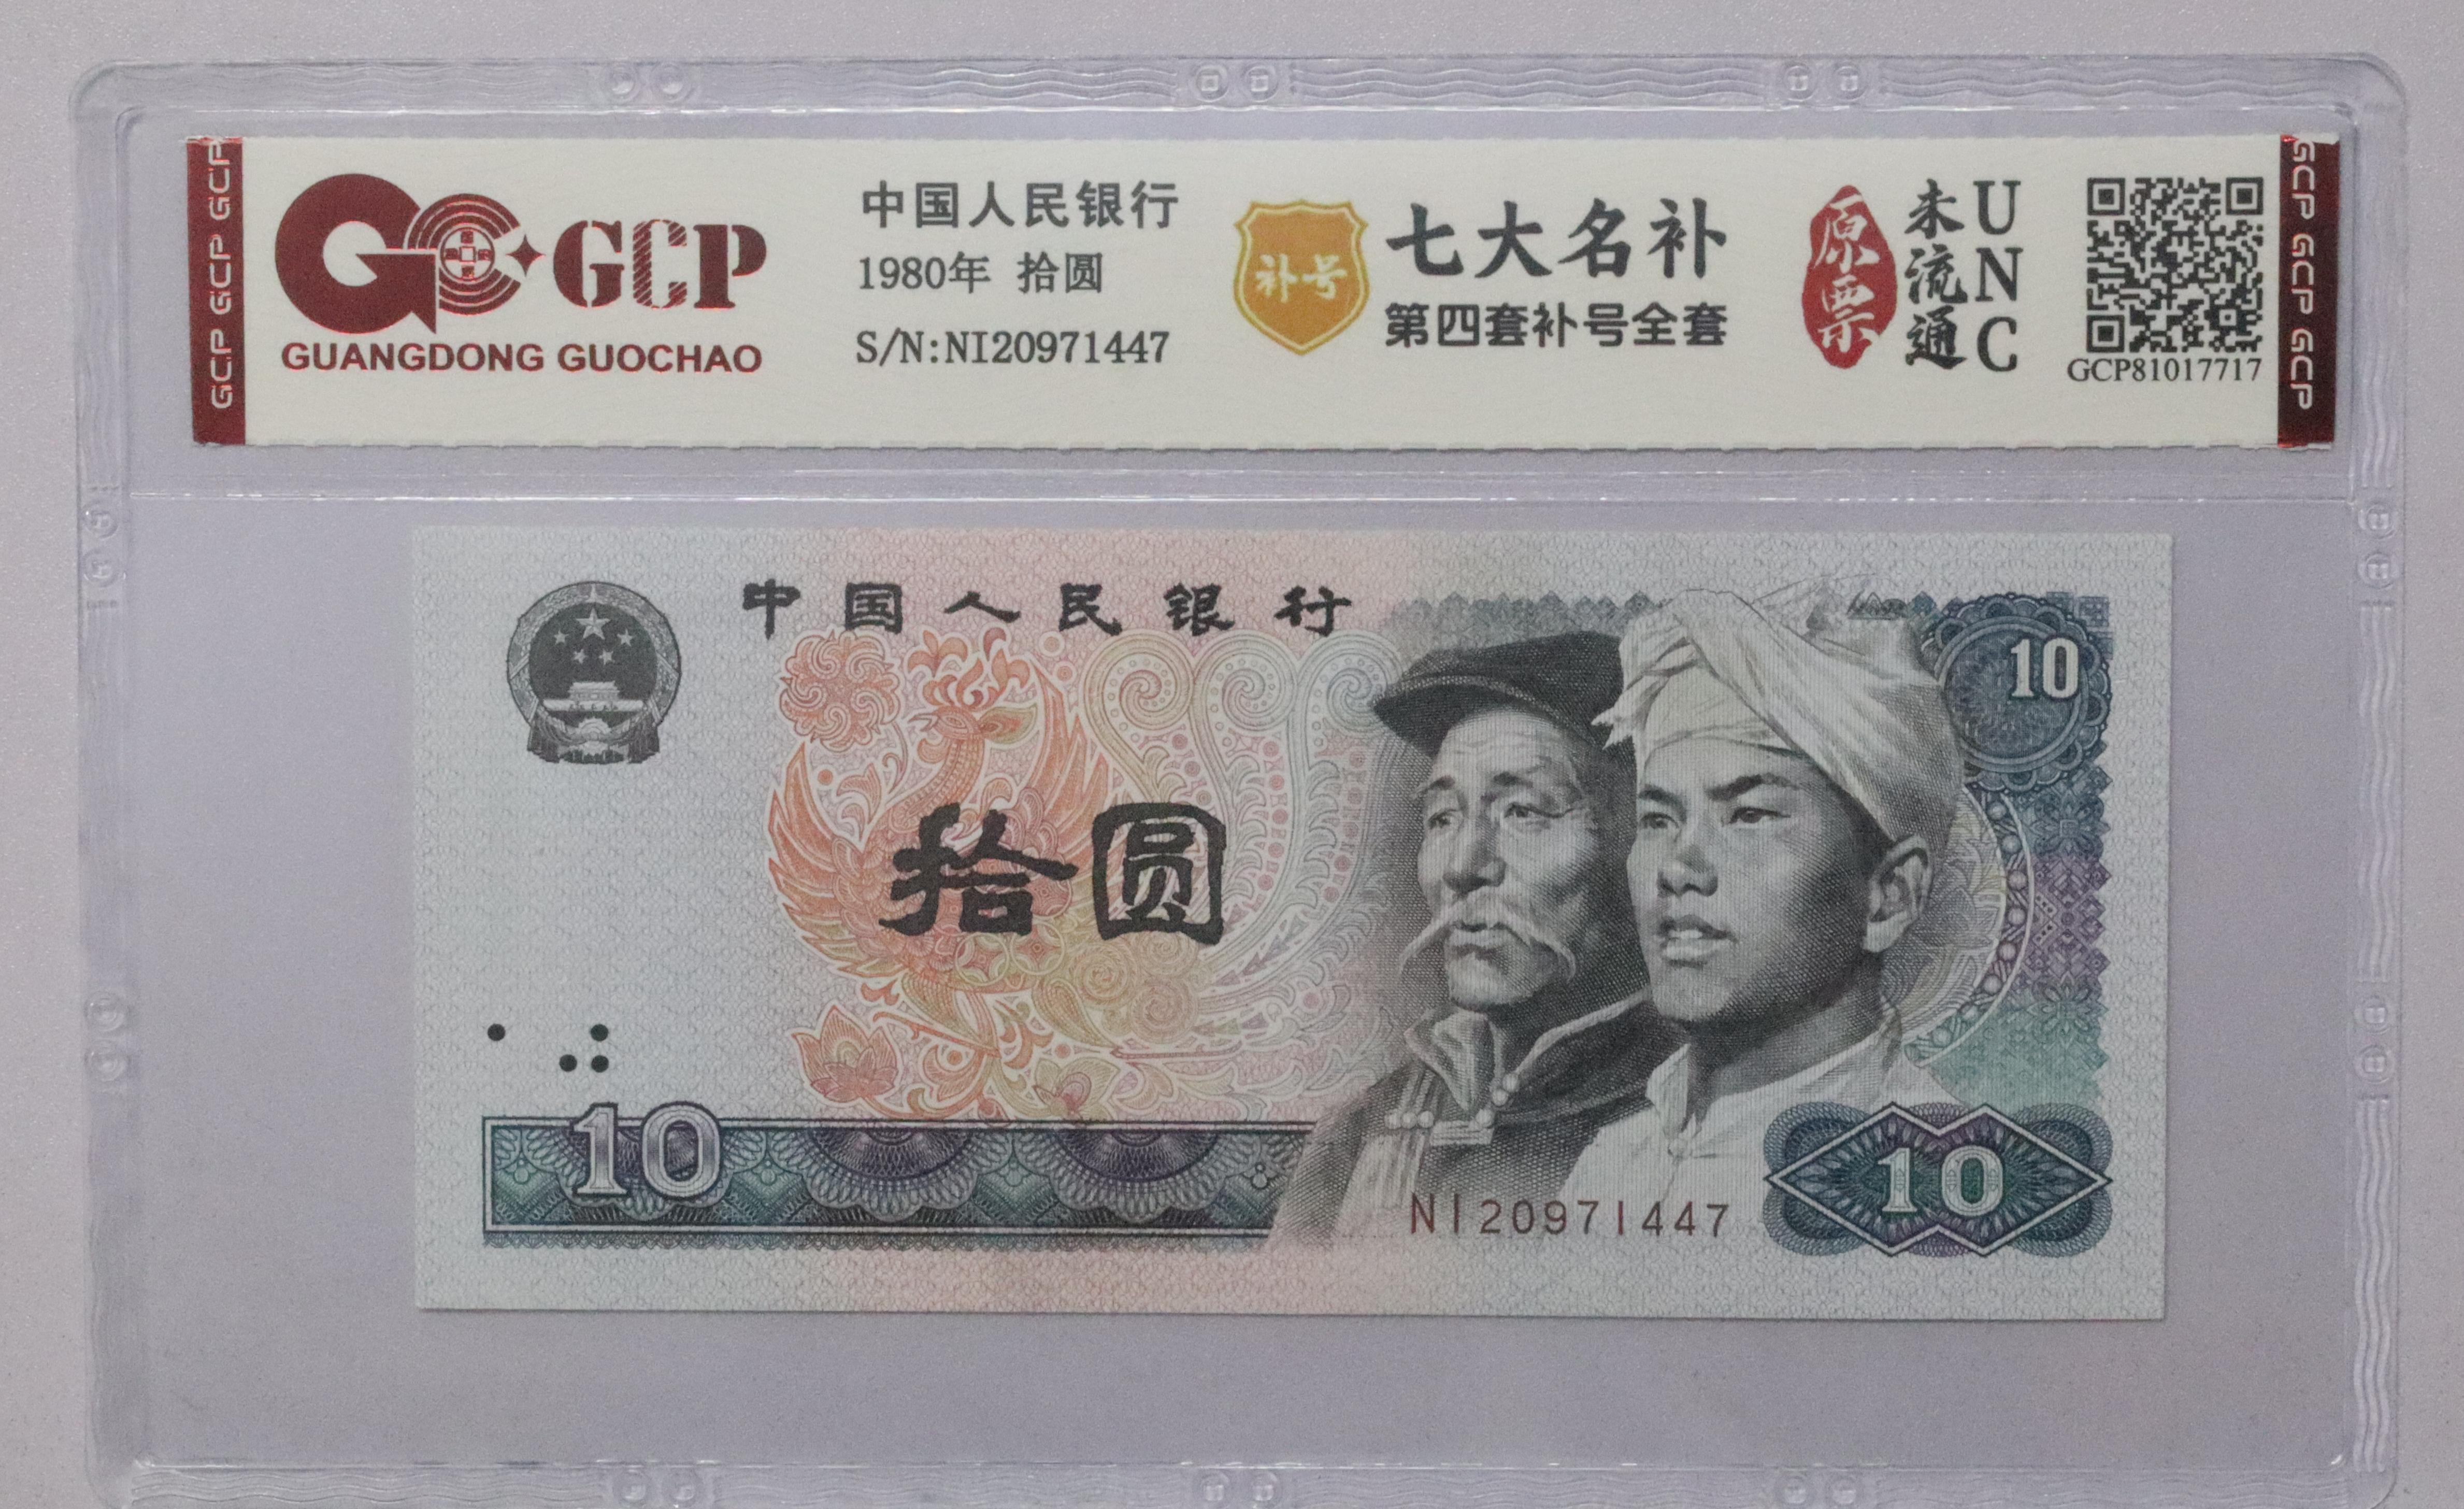 GCP GCP GCP
GCP
GUANGDONG GUOCHAO
中国人民银行
1980年 拾圆
S/N:NI20971447
补号
七大名补
第四套补号全套
原票
未流通
UNC
GCP81017717
GCP GCP GCP
中国人民银行
10
拾圆
10
NI20971447
10